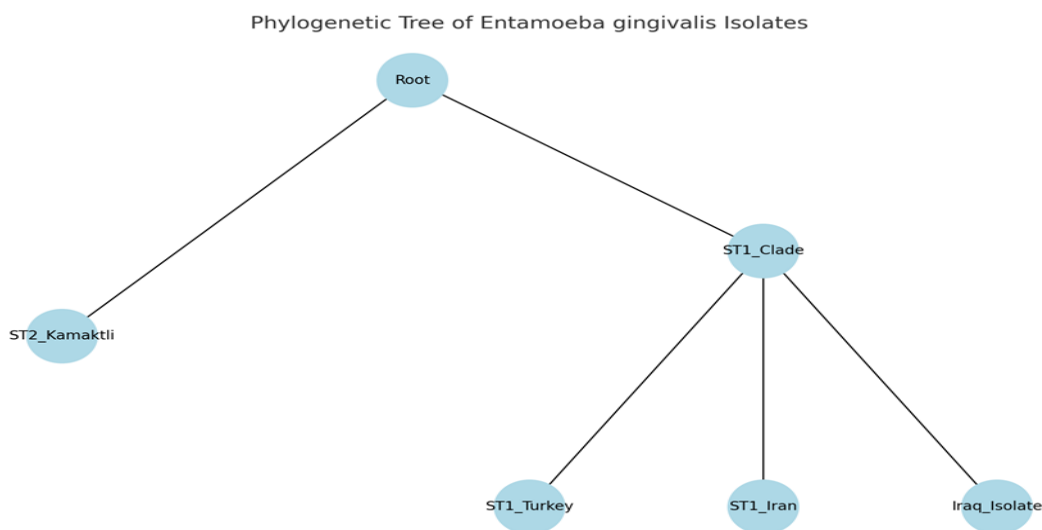 Phylogenetic Tree of Entamoeba gingivalis Isolates
Root
ST1_Clade
ST2_Kamaktli
ST1_Turkey
ST1_Iran
Iraq_Isolate